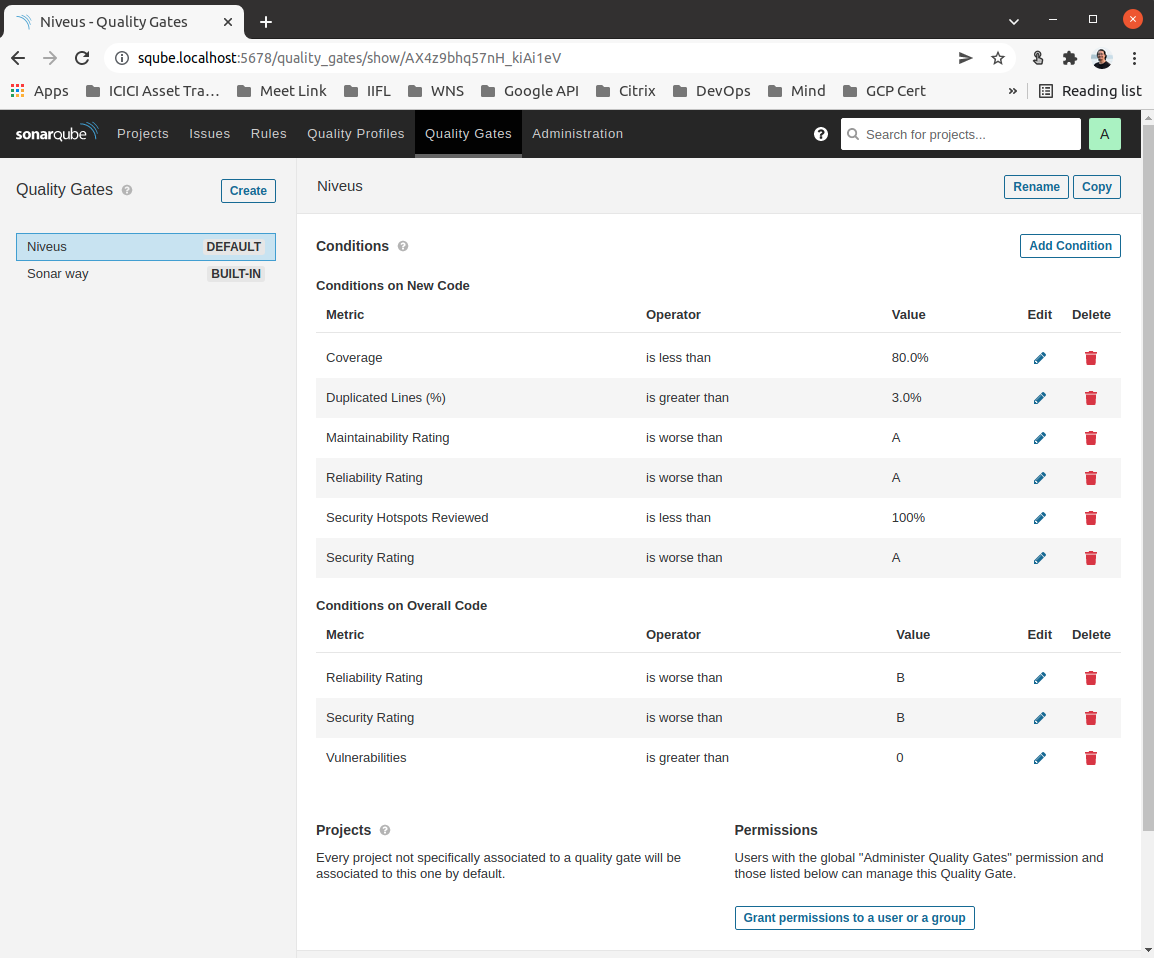 Niveus - Quality Gates
sqube.localhost:5678/quality_gates/show/AX4z9bhq57nH_kiAi1eV
Apps ICICI Asset Tra… Meet Link IIFL WNS Google API Citrix DevOps Mind GCP Cert » Reading list
sonarqube Projects Issues Rules Quality Profiles Quality Gates Administration ? Search for projects... A
Quality Gates ? Create
Niveus DEFAULT
Sonar way BUILT-IN
Niveus Rename Copy
Conditions ? Add Condition
Conditions on New Code
Metric Operator Value Edit Delete
Coverage is less than 80.0%
Duplicated Lines (%) is greater than 3.0%
Maintainability Rating is worse than A
Reliability Rating is worse than A
Security Hotspots Reviewed is less than 100%
Security Rating is worse than A
Conditions on Overall Code
Metric Operator Value Edit Delete
Reliability Rating is worse than B
Security Rating is worse than B
Vulnerabilities is greater than 0
Projects ?
Every project not specifically associated to a quality gate will be
associated to this one by default.
Permissions
Users with the global "Administer Quality Gates" permission and
those listed below can manage this Quality Gate.
Grant permissions to a user or a group